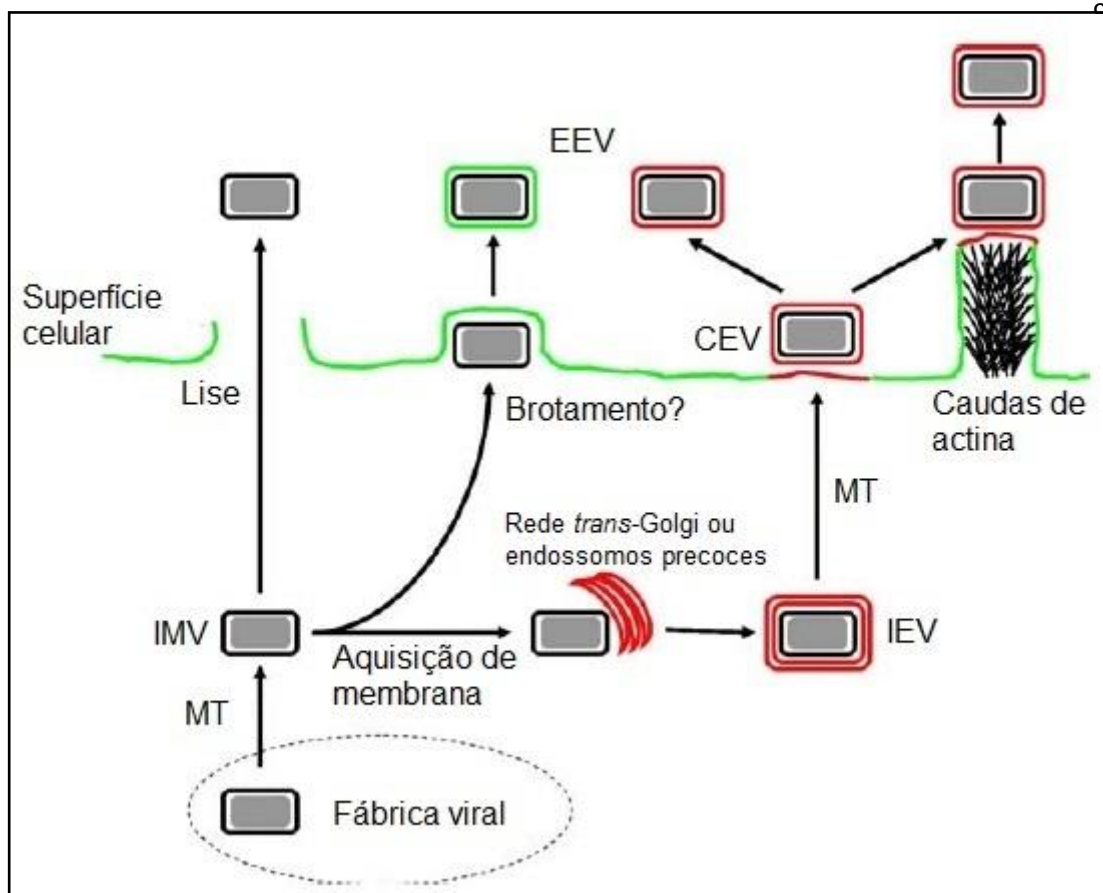 EEV
Superfície
celular
CEV
Lise
Brotamento?
Caudas de
actina
MT
Rede trans-Golgi ou
endossomos precoces
IMV
IEV
Aquisição de
membrana
MT
Fábrica viral